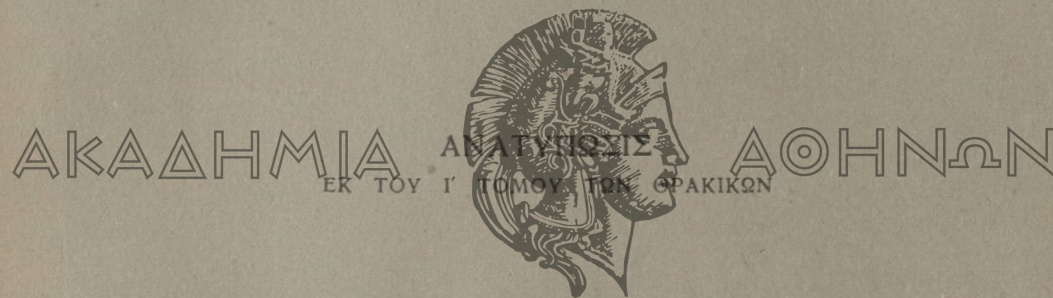 ΑΚΑΔΗΜΙΑ ΑΘΗΝΩΝ
ΑΝΑΤΥΠΩΣΙΣ
ΕΚ ΤΟΥ Ι΄ ΤΟΜΟΥ ΤΩΝ ΘΡΑΚΙΚΩΝ